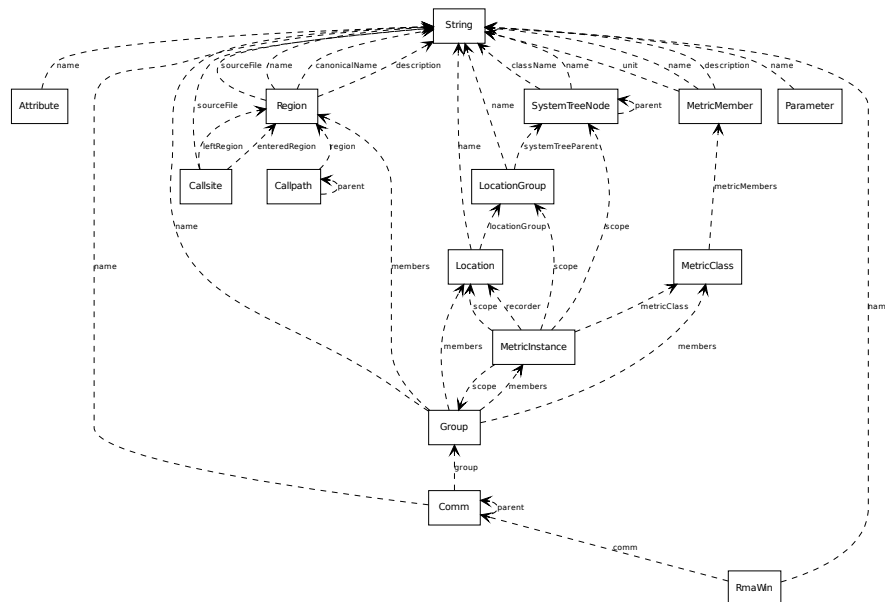 String
name
sourceFile
name
canonicalName
description
className
name
unit
name
description
name
Attribute
sourceFile
Region
name
SystemTreeNode
parent
MetricMember
Parameter
leftRegion
enteredRegion
region
name
systemTreeParent
Callsite
Callpath
parent
LocationGroup
metricMembers
name
locationGroup
scope
name
members
scope
Location
MetricClass
scope
recorder
metricClass
nam
members
MetricInstance
members
scope
members
Group
group
Comm
parent
comm
RmaWin